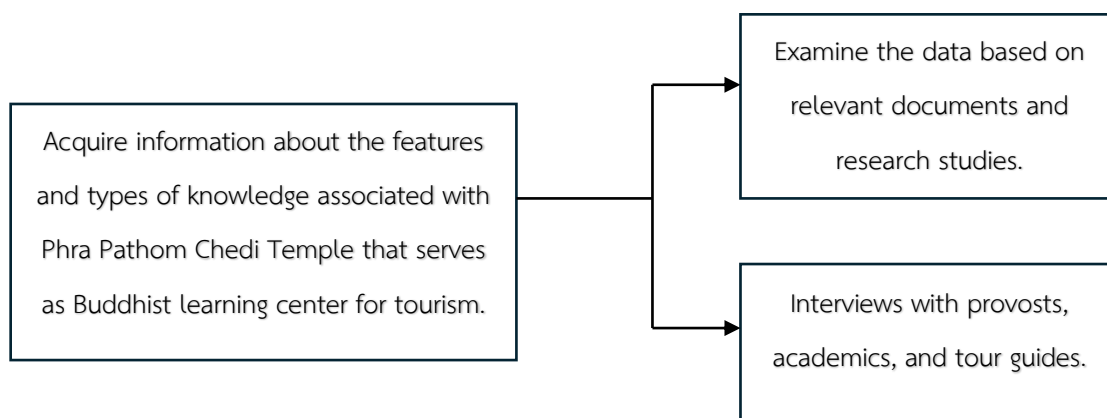 Acquire information about the features
and types of knowledge associated with
Phra Pathom Chedi Temple that serves
as Buddhist learning center for tourism.
Examine the data based on
relevant documents and
research studies.
Interviews with provosts,
academics, and tour guides.